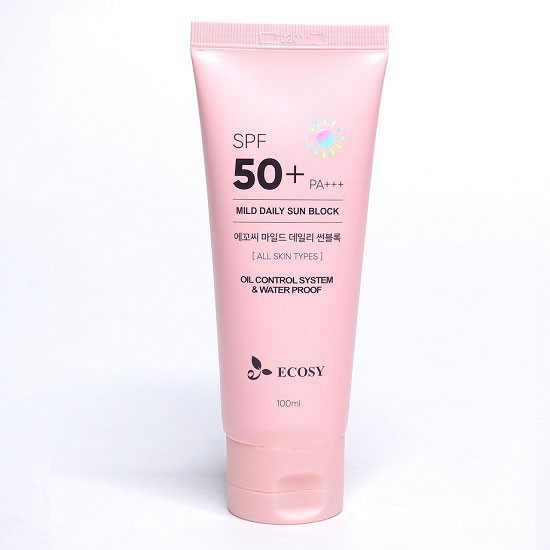 SPF
50+ PA+++
MILD DAILY SUN BLOCK
에꼬씨 마일드 데일리 썬블록
[ ALL SKIN TYPES ]
OIL CONTROL SYSTEM
& WATER PROOF
ECOSY
100ml